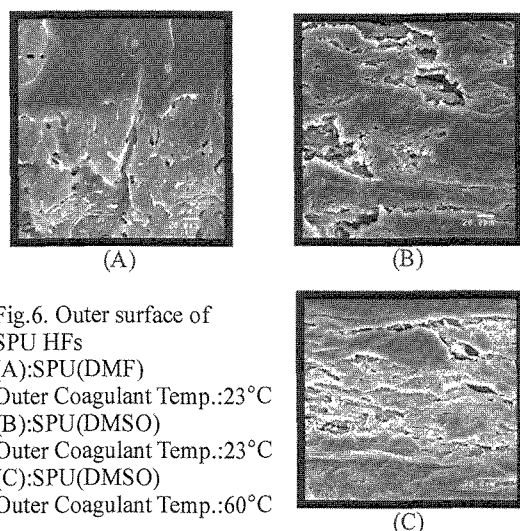 (A)
(B)
Fig.6. Outer surface of
SPU HFs
(A):SPU(DMF)
Outer Coagulant Temp.:23°C
(B):SPU(DMSO)
Outer Coagulant Temp.:23°C
(C):SPU(DMSO)
Outer Coagulant Temp.:60°C
(C)